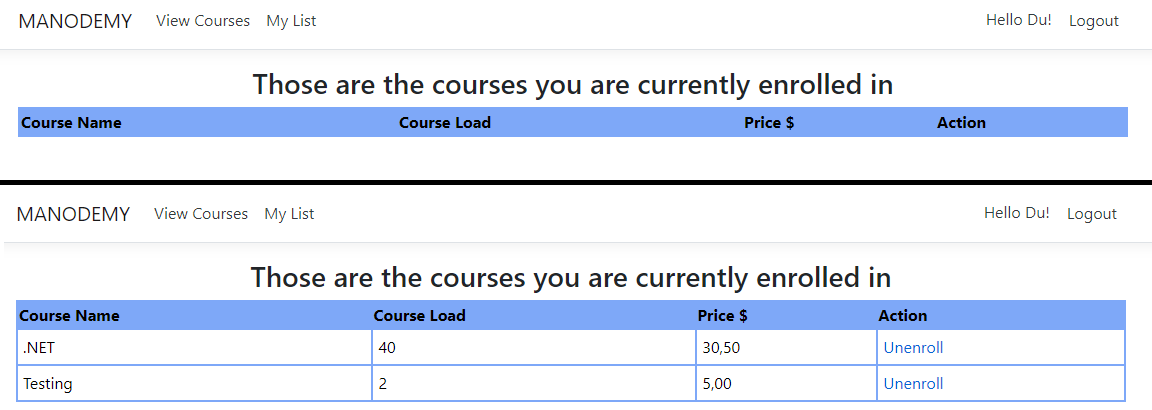 MANODEMY View Courses My List Hello Du! Logout
Those are the courses you are currently enrolled in
Course Name Course Load Price $ Action
MANODEMY View Courses My List Hello Du! Logout
Those are the courses you are currently enrolled in
Course Name Course Load Price $ Action
.NET 40 30,50 Unenroll
Testing 2 5,00 Unenroll